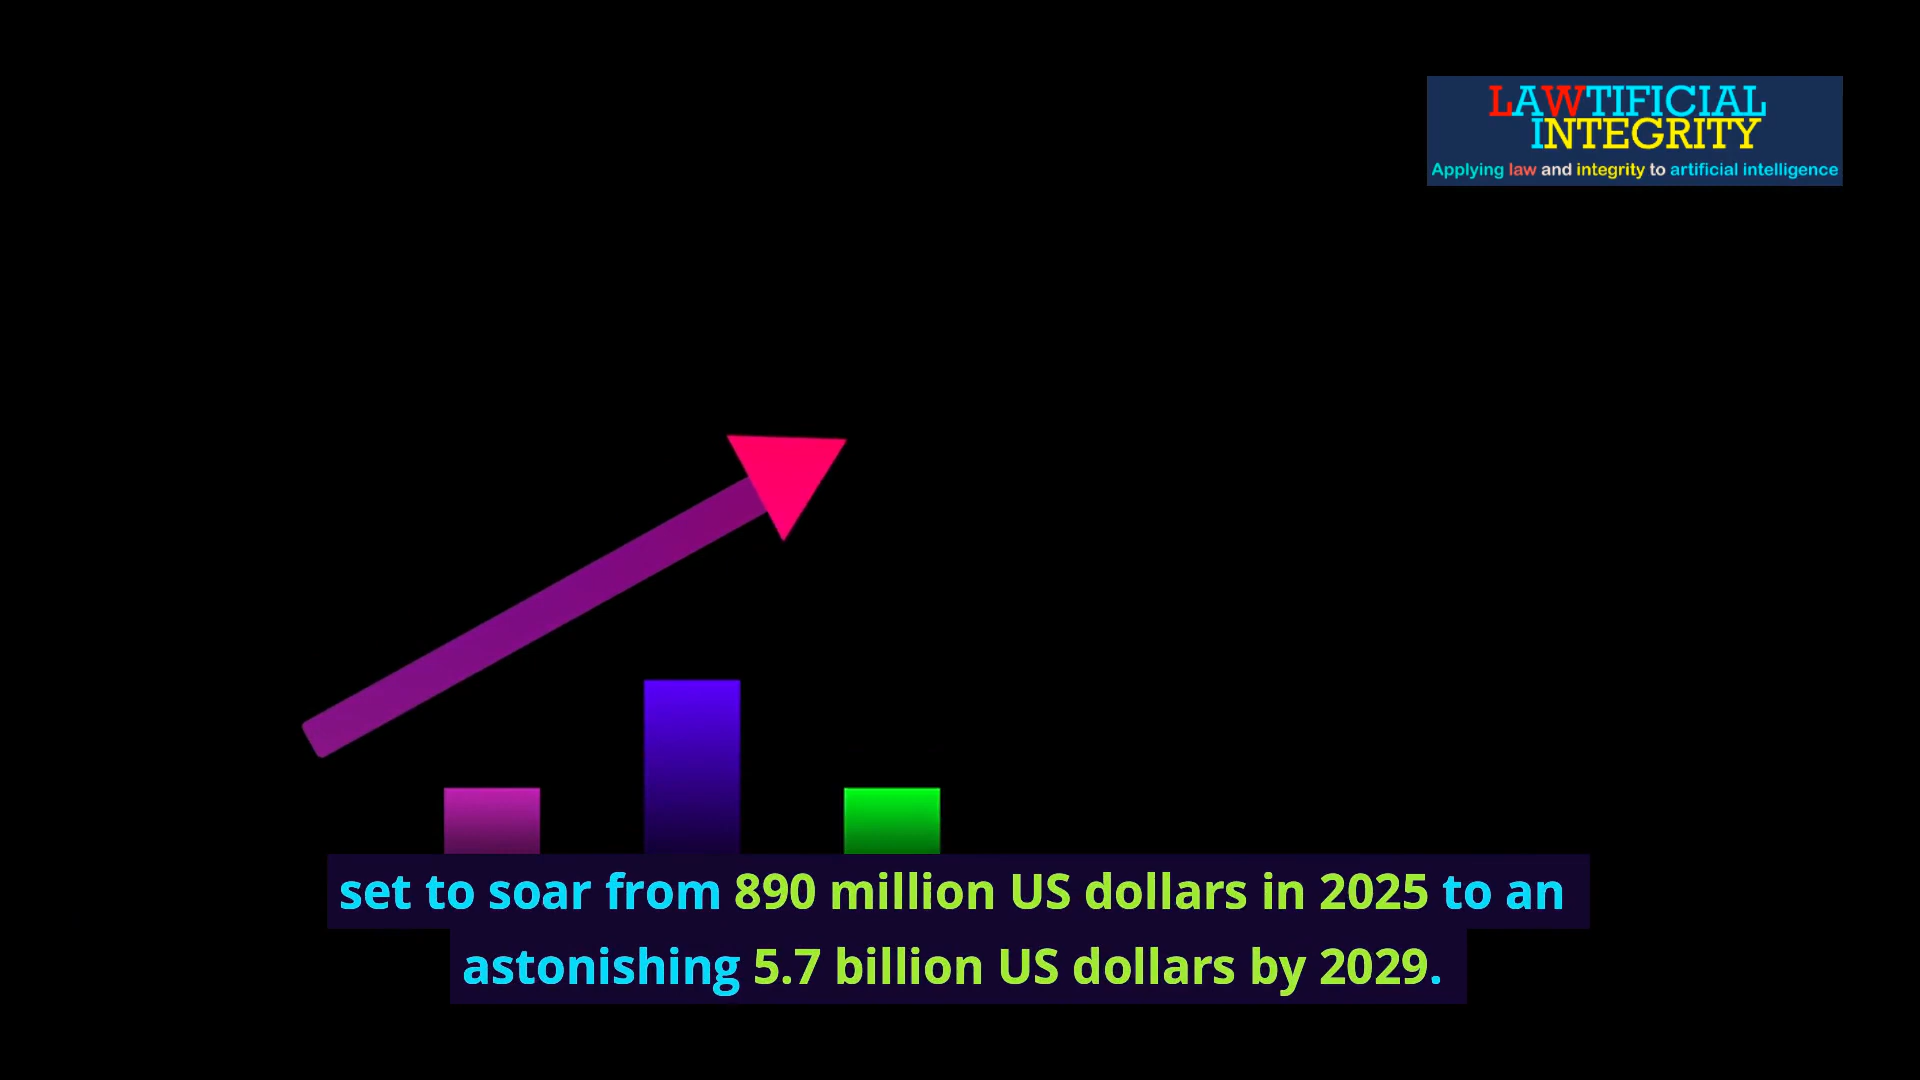 LAWTIFICIAL
INTEGRITY
Applying law and integrity to artificial intelligence
set to soar from 890 million US dollars in 2025 to an
astonishing 5.7 billion US dollars by 2029.